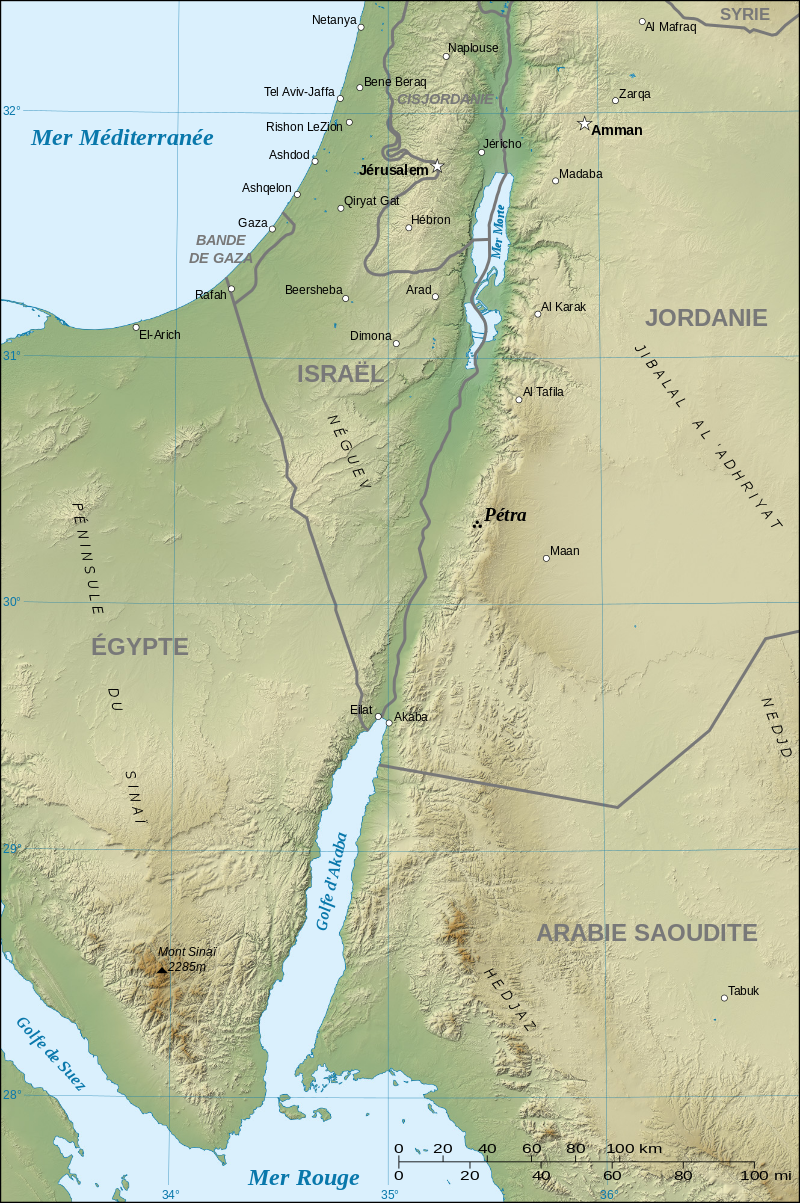 SYRIE
Netanya
Al Mafraq
Naplouse
Bene Beraq
Tel Aviv-Jaffa
CISJORDANIE
Zarqa
32°
Mer Méditerranée
Rishon LeZion
Amman
Jéricho
Ashdod
Jérusalem
Madaba
Ashqelon
Qiryat Gat
Hébron
Gaza
Mer Morte
BANDE
DE GAZA
Rafah
Beersheba
Arad
Al Karak
JORDANIE
El-Arich
Dimona
31°
ISRAËL
JIBALAL AL 'ADHRIYAT
Al Tafila
NÉGUEV
Pétra
PÉNINSULE
Maan
30°
ÉGYPTE
DU
Eilat
Akaba
NEDJD
SINAÏ
29°
Golfe d'Akaba
ARABIE SAOUDITE
Mont Sinaï
2285m
HEDJAZ
Tabuk
Golfe de Suez
28°
0 20 40 60 80 100 km
0 20 40 60 80 100 mi
Mer Rouge
34°
35°
36°